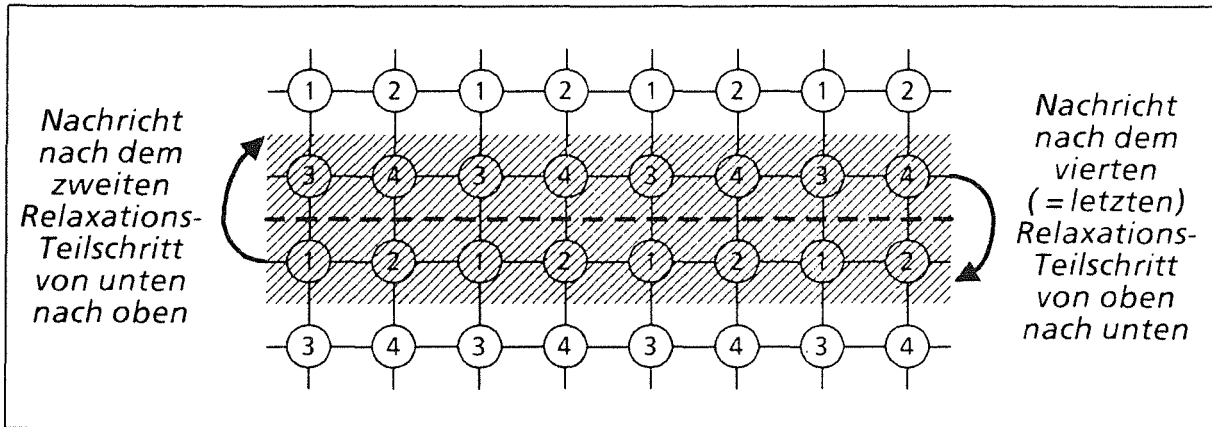 Nachricht
nach dem
zweiten
Relaxations-
Teilschritt
von unten
nach oben
1 2 1 2 1 2 1 2
3 4 3 4 3 4 3 4
1 2 1 2 1 2 1 2
3 4 3 4 3 4 3 4
Nachricht
nach dem
vierten
(=letzten)
Relaxations-
Teilschritt
von oben
nach unten